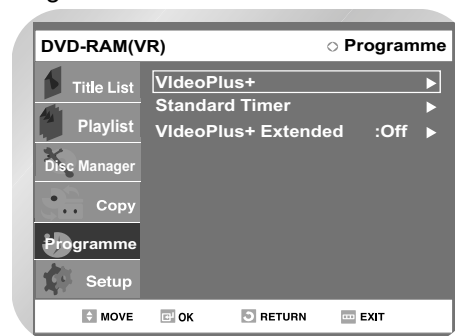 DVD-RAM(VR) Programme
Title List
Playlist
Disc Manager
Copy
Programme
Setup
VIdeoPlus+
Standard Timer
VIdeoPlus+ Extended :Off
MOVE OK RETURN EXIT